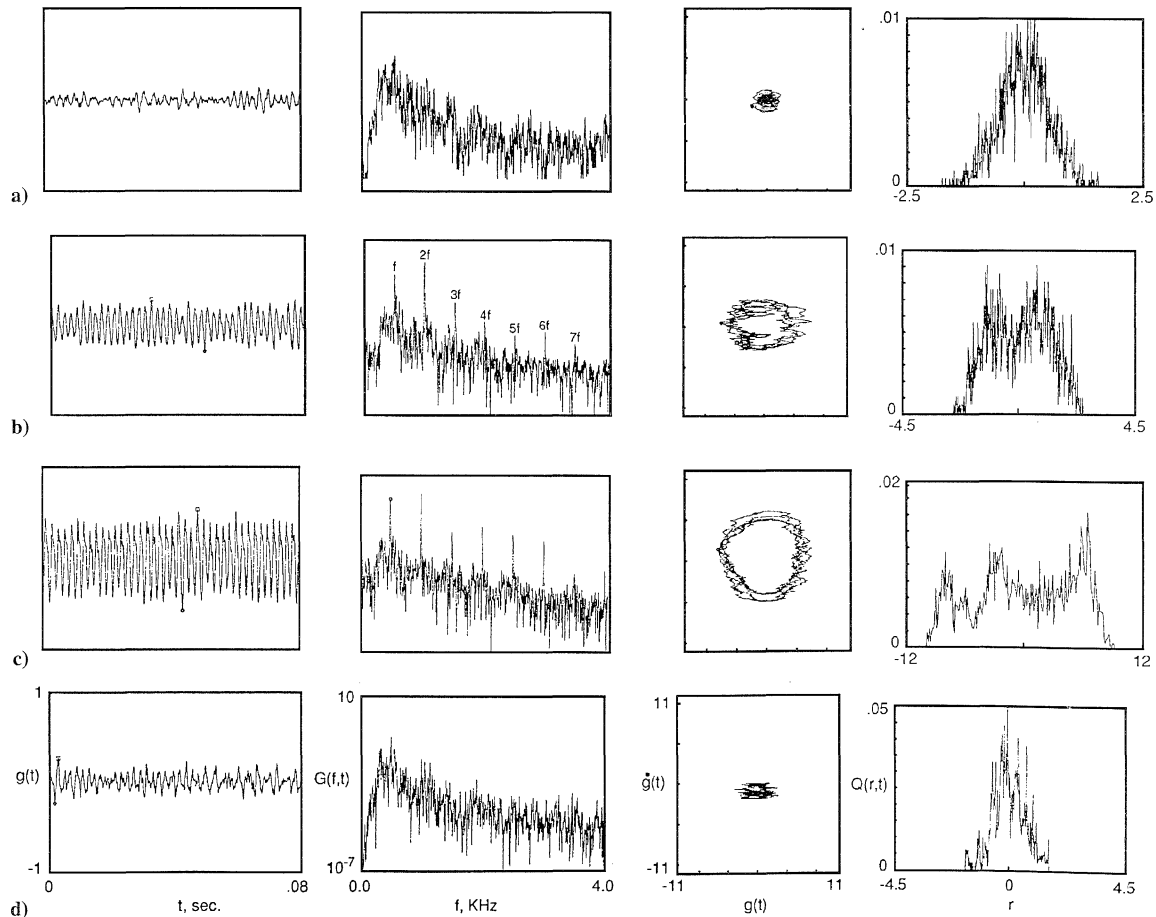 .01
0
-2.5
2.5
a)
f
2f
3f
4f
5f
6f
7f
.01
0
-4.5
4.5
b)
.02
0
-12
12
c)
1
g(t)
-1
0
.08
t, sec.
10
G(f,t)
10-7
0.0
4.0
f, KHz
11
ġ(t)
-11
-11
11
g(t)
.05
Q(r,t)
0
-4.5
0
4.5
r
d)